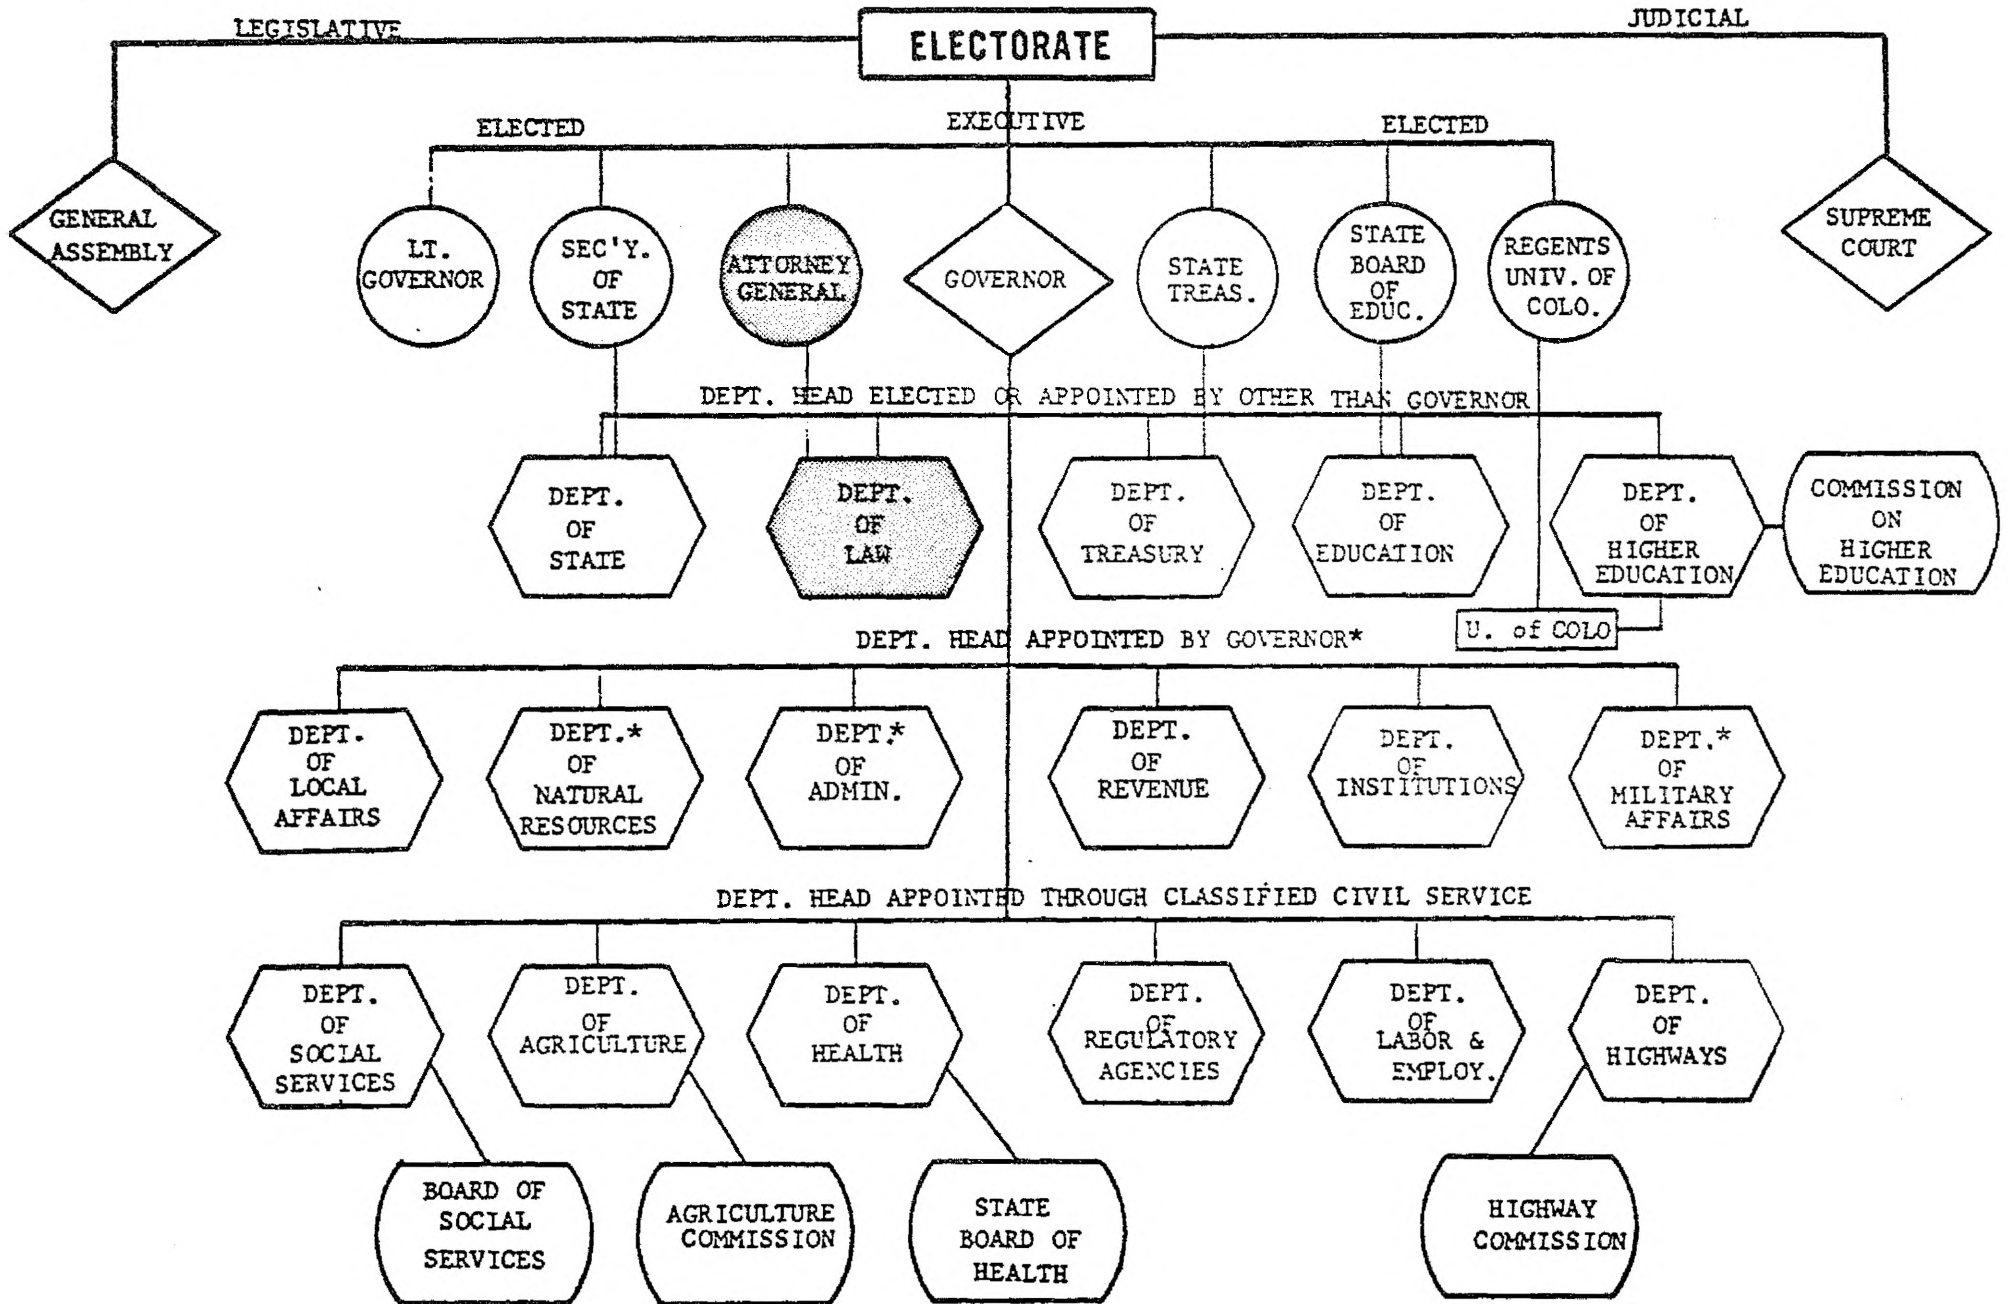 LEGISLATIVE
ELECTORATE
JUDICIAL
ELECTED
EXECUTIVE
ELECTED
GENERAL
ASSEMBLY
LT.
GOVERNOR
SEC'Y.
OF
STATE
ATTORNEY
GENERAL
GOVERNOR
STATE
TREAS.
STATE
BOARD
OF
EDUC.
REGENTS
UNIV. OF
COLO.
SUPREME
COURT
DEPT. HEAD ELECTED OR APPOINTED BY OTHER THAN GOVERNOR
DEPT.
OF
STATE
DEPT.
OF
LAW
DEPT.
OF
TREASURY
DEPT.
OF
EDUCATION
DEPT.
OF
HIGHER
EDUCATION
COMMISSION
ON
HIGHER
EDUCATION
U. of COLO
DEPT. HEAD APPOINTED BY GOVERNOR*
DEPT.
OF
LOCAL
AFFAIRS
DEPT.*
OF
NATURAL
RESOURCES
DEPT.*
OF
ADMIN.
DEPT.
OF
REVENUE
DEPT.
OF
INSTITUTIONS
DEPT.*
OF
MILITARY
AFFAIRS
DEPT. HEAD APPOINTED THROUGH CLASSIFIED CIVIL SERVICE
DEPT.
OF
SOCIAL
SERVICES
DEPT.
OF
AGRICULTURE
DEPT.
OF
HEALTH
DEPT.
OF
REGULATORY
AGENCIES
DEPT.
OF
LABOR &
EMPLOY.
DEPT.
OF
HIGHWAYS
BOARD OF
SOCIAL
SERVICES
AGRICULTURE
COMMISSION
STATE
BOARD OF
HEALTH
HIGHWAY
COMMISSION